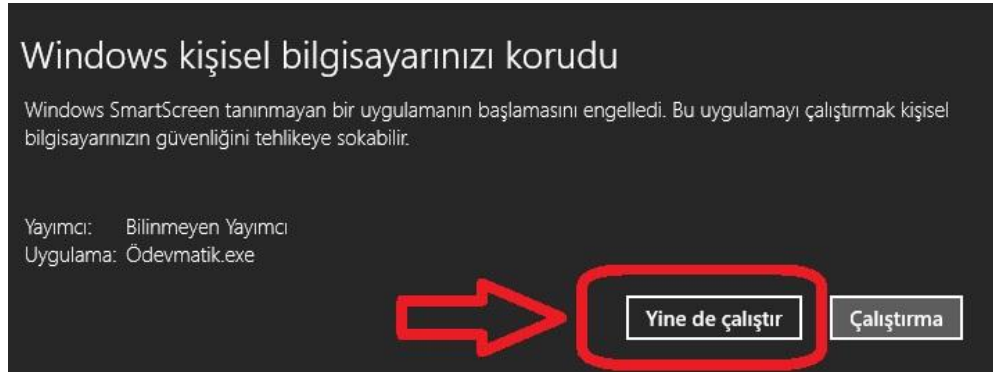 Windows kişisel bilgisayarınızı korudu
Windows SmartScreen tanınmayan bir uygulamanın başlamasını engelledi. Bu uygulamayı çalıştırmak kişisel
bilgisayarınızın güvenliğini tehlikeye sokabilir.
Yayımcı: Bilinmeyen Yayımcı
Uygulama: Ödevmatik.exe
Yine de çalıştır
Çalıştırma